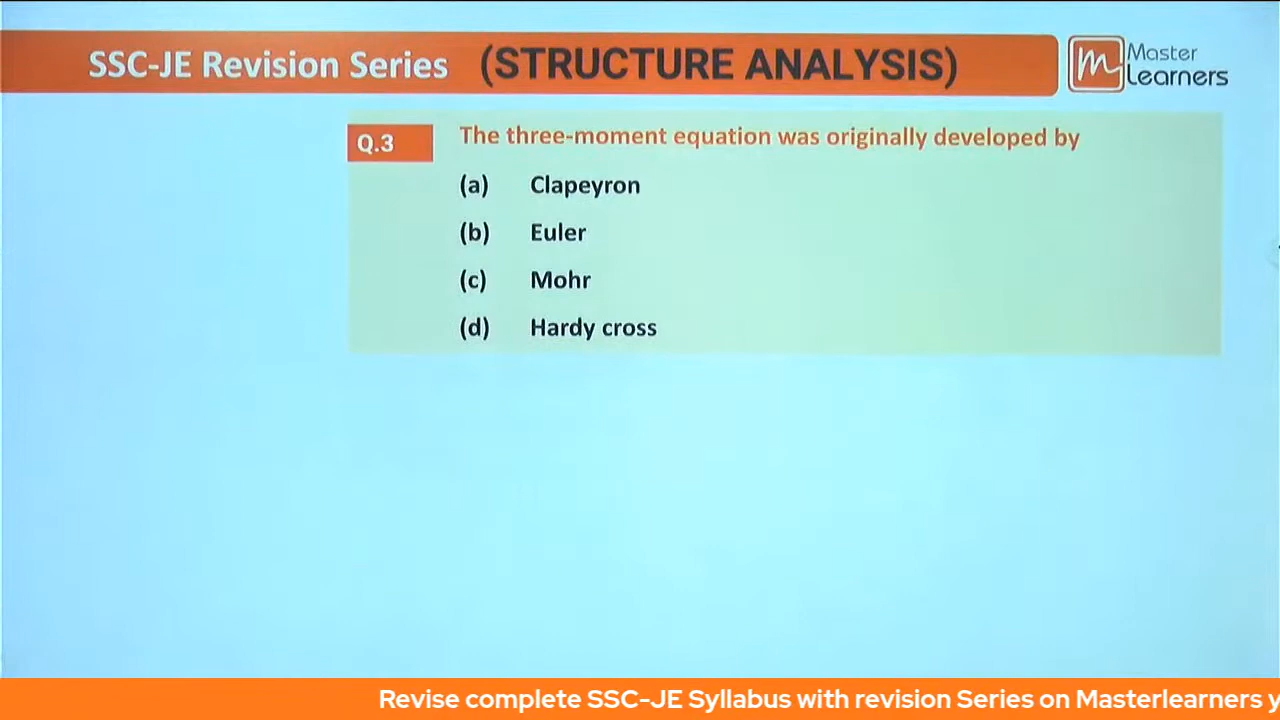 SSC-JE Revision Series (STRUCTURE ANALYSIS)
Master
Learners
Q.3 The three-moment equation was originally developed by
(a) Clapeyron
(b) Euler
(c) Mohr
(d) Hardy cross
Revise complete SSC-JE Syllabus with revision Series on Masterlearners y